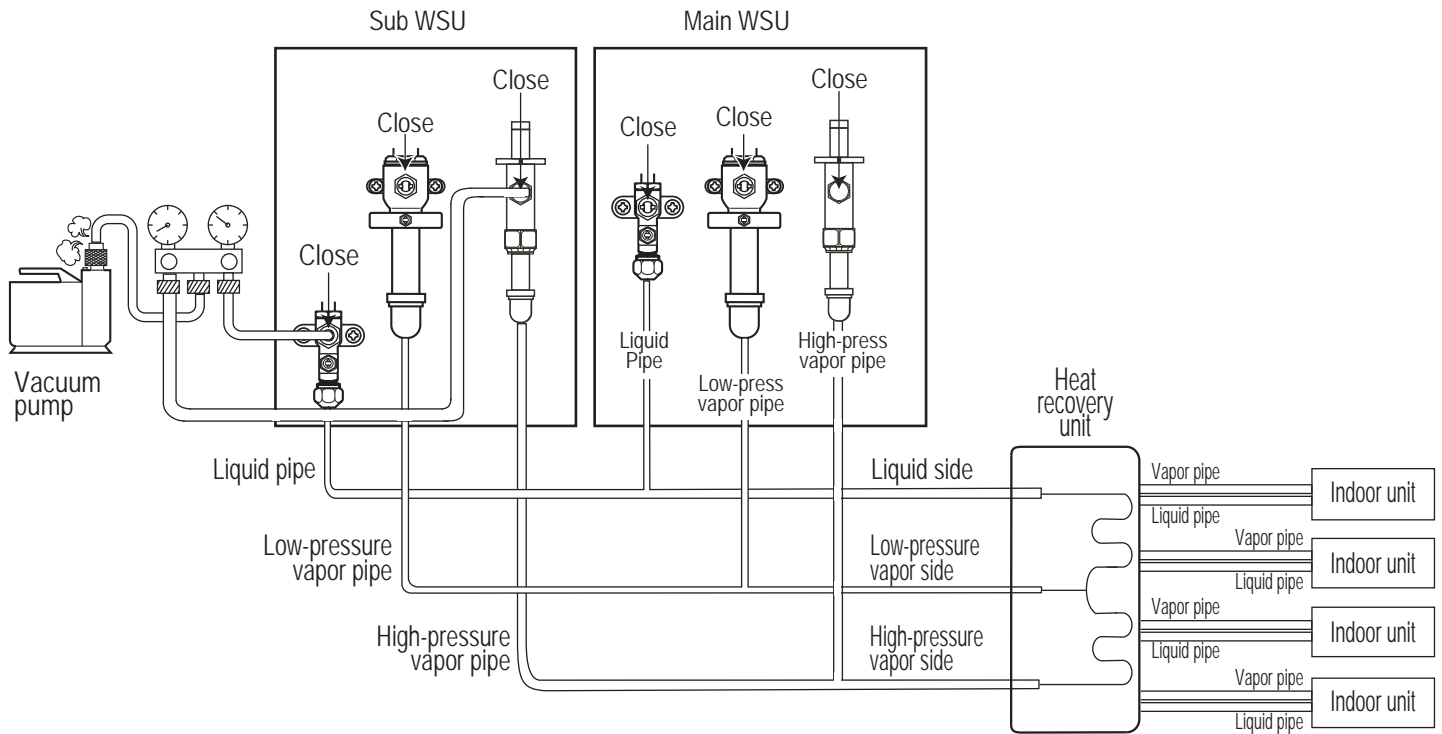 Sub WSU
Main WSU
Close
Close
Close
Close
Close
Close
Vacuum
pump
Liquid
Pipe
Low-press
vapor pipe
High-press
vapor pipe
Heat
recovery
unit
Liquid pipe
Liquid side
Low-pressure
vapor pipe
Low-pressure
vapor side
High-pressure
vapor pipe
High-pressure
vapor side
Vapor pipe
Liquid pipe
Indoor unit
Vapor pipe
Liquid pipe
Indoor unit
Vapor pipe
Liquid pipe
Indoor unit
Vapor pipe
Liquid pipe
Indoor unit